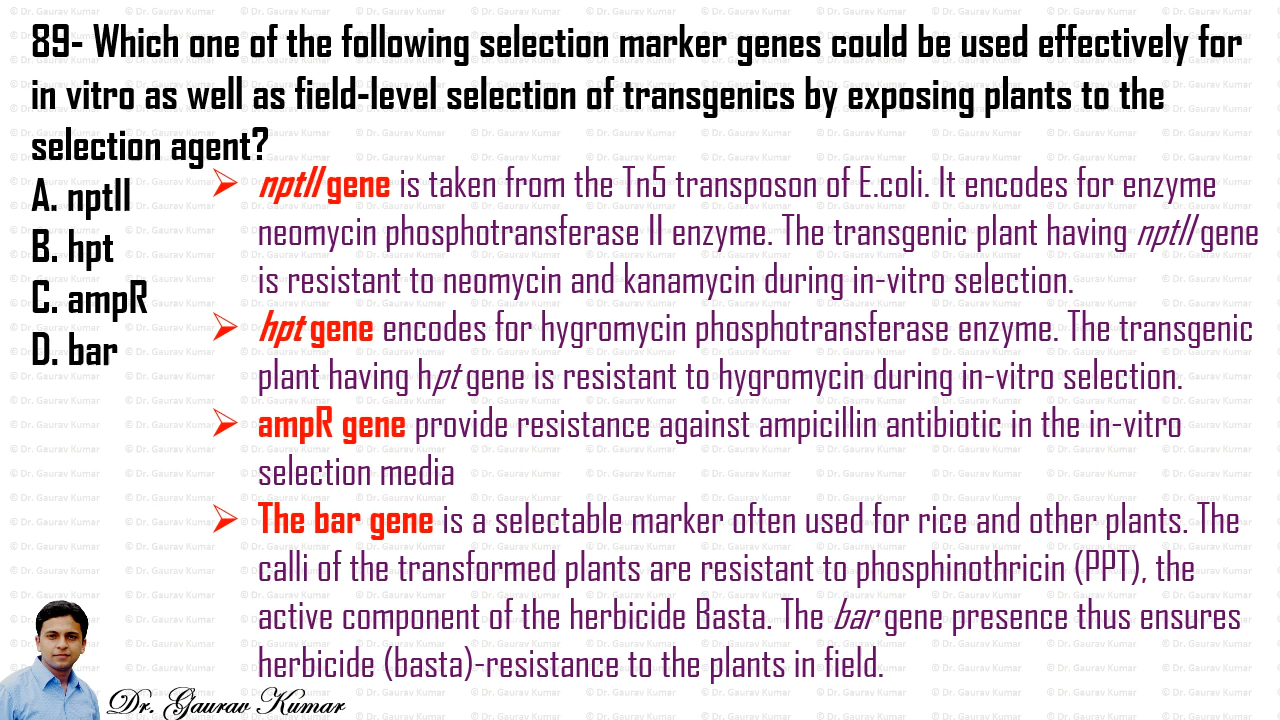 89- Which one of the following selection marker genes could be used effectively for
in vitro as well as field-level selection of transgenics by exposing plants to the
selection agent?
A. nptII
B. hpt
C. ampR
D. bar
➢ nptII gene is taken from the Tn5 transposon of E.coli. It encodes for enzyme
neomycin phosphotransferase II enzyme. The transgenic plant having nptII gene
is resistant to neomycin and kanamycin during in-vitro selection.
➢ hpt gene encodes for hygromycin phosphotransferase enzyme. The transgenic
plant having hpt gene is resistant to hygromycin during in-vitro selection.
➢ ampR gene provide resistance against ampicillin antibiotic in the in-vitro
selection media
➢ The bar gene is a selectable marker often used for rice and other plants. The
calli of the transformed plants are resistant to phosphinothricin (PPT), the
active component of the herbicide Basta. The bar gene presence thus ensures
herbicide (basta)-resistance to the plants in field.
Dr. Gaurav Kumar
© Dr. Gaurav Kumar